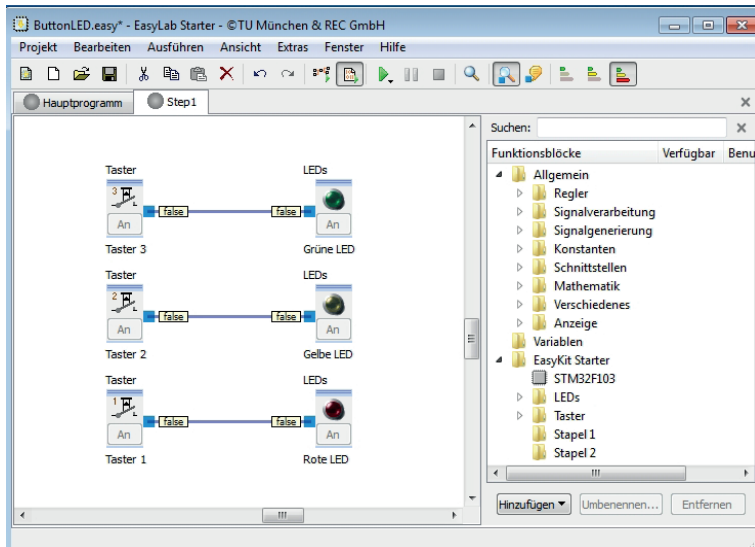 ButtonLED.easy* - EasyLab Starter - ©TU München & REC GmbH
Projekt Bearbeiten Ausführen Ansicht Extras Fenster Hilfe
Hauptprogramm Step1
Suchen:
Funktionsblöcke Verfügbar Benu
Allgemein
Regler
Signalverarbeitung
Signalgenerierung
Konstanten
Schnittstellen
Mathematik
Verschiedenes
Anzeige
Variablen
EasyKit Starter
STM32F103
LEDs
Taster
Stapel 1
Stapel 2
Hinzufügen Umbenennen... Entfernen
Taster LEDs
3
false false
An An
Taster 3 Grüne LED
Taster LEDs
2
false false
An An
Taster 2 Gelbe LED
Taster LEDs
1
false false
An An
Taster 1 Rote LED